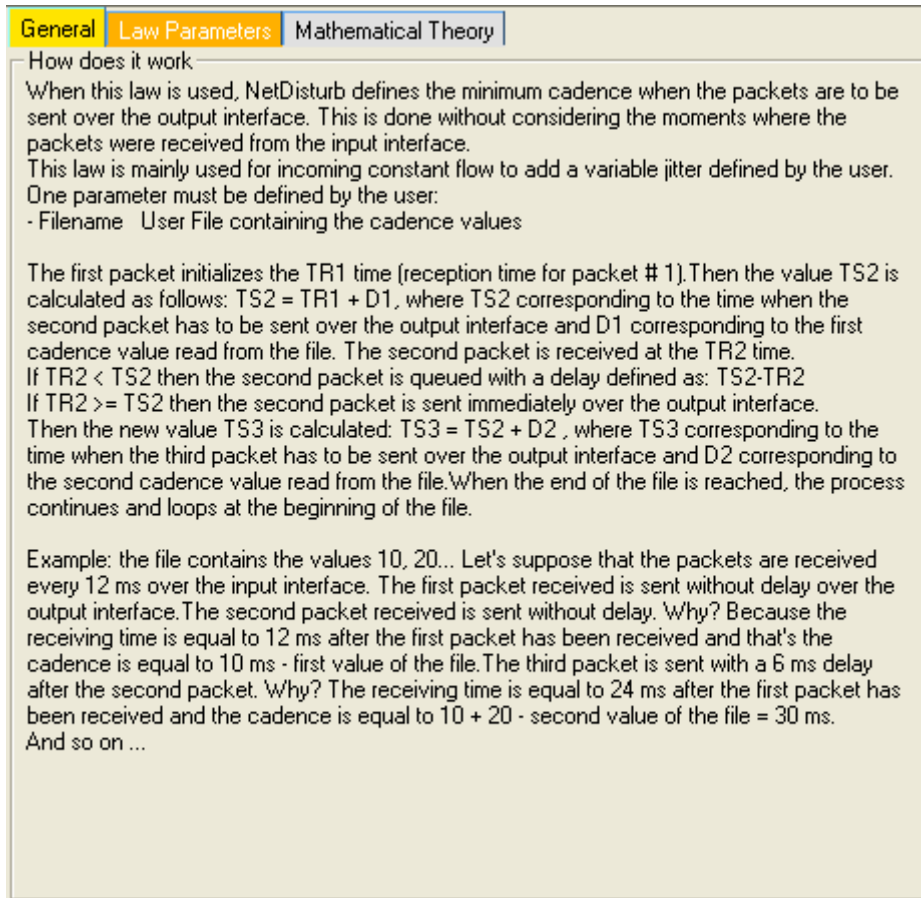 General Law Parameters Mathematical Theory
How does it work
When this law is used, NetDisturb defines the minimum cadence when the packets are to be
sent over the output interface. This is done without considering the moments where the
packets were received from the input interface.
This law is mainly used for incoming constant flow to add a variable jitter defined by the user.
One parameter must be defined by the user:
- Filename   User File containing the cadence values
The first packet initializes the TR1 time (reception time for packet # 1).Then the value TS2 is
calculated as follows: TS2 = TR1 + D1, where TS2 corresponding to the time when the
second packet has to be sent over the output interface and D1 corresponding to the first
cadence value read from the file. The second packet is received at the TR2 time.
If TR2 < TS2 then the second packet is queued with a delay defined as: TS2-TR2
If TR2 >= TS2 then the second packet is sent immediately over the output interface.
Then the new value TS3 is calculated: TS3 = TS2 + D2 , where TS3 corresponding to the
time when the third packet has to be sent over the output interface and D2 corresponding to
the second cadence value read from the file.When the end of the file is reached, the process
continues and loops at the beginning of the file.
Example: the file contains the values 10, 20... Let's suppose that the packets are received
every 12 ms over the input interface. The first packet received is sent without delay over the
output interface.The second packet received is sent without delay. Why? Because the
receiving time is equal to 12 ms after the first packet has been received and that's the
cadence is equal to 10 ms - first value of the file.The third packet is sent with a 6 ms delay
after the second packet. Why? The receiving time is equal to 24 ms after the first packet has
been received and the cadence is equal to 10 + 20 - second value of the file = 30 ms.
And so on ...